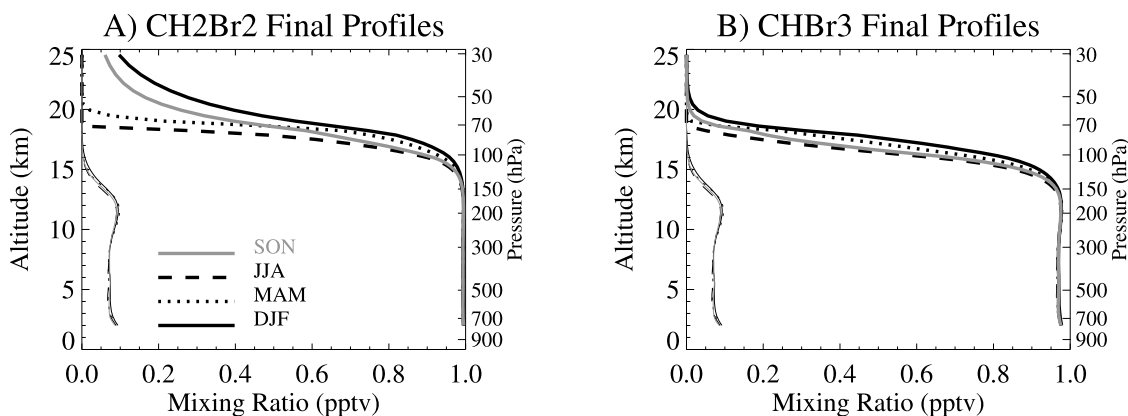 A) CH2Br2 Final Profiles
25
20
15
10
5
0
Altitude (km)
30
50
70
100
150
200
300
500
700
900
Pressure (hPa)
SON
JJA
MAM
DJF
0.0 0.2 0.4 0.6 0.8 1.0
Mixing Ratio (pptv)
B) CHBr3 Final Profiles
25
20
15
10
5
0
Altitude (km)
30
50
70
100
150
200
300
500
700
900
Pressure (hPa)
0.0 0.2 0.4 0.6 0.8 1.0
Mixing Ratio (pptv)